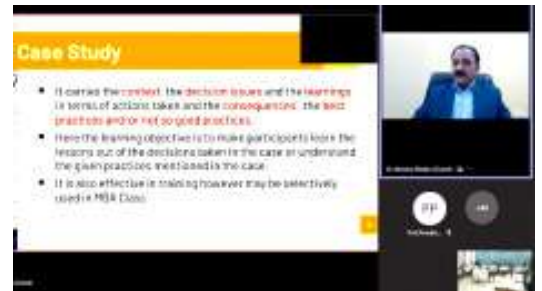 Case Study
It carries the context, the decision issues and the learnings
in terms of actions taken and the consequences, the best
practices and/or not so good practices.
Here the learning objective is to make participants learn the
lessons out of the decisions taken in the case or understand
the given practices mentioned in the case.
It is also effective in training however may be selectively
used in MBA Class.
PP